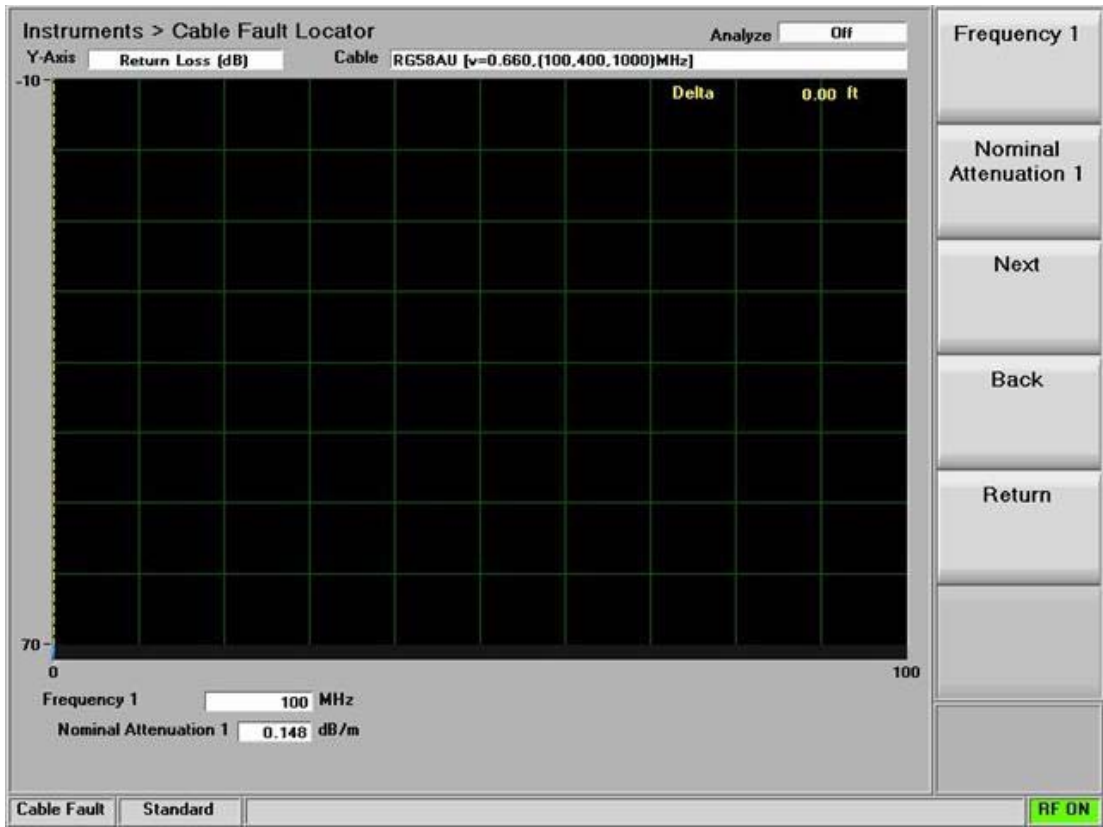 Instruments > Cable Fault Locator
Analyze Off
Y-Axis Return Loss (dB) Cable RG58AU [v=0.660,(100,400,1000)MHz]
-10
Delta 0.00 ft
70
0 100
Frequency 1 100 MHz
Nominal Attenuation 1 0.148 dB/m
Cable Fault Standard RF ON
Frequency 1
Nominal
Attenuation 1
Next
Back
Return